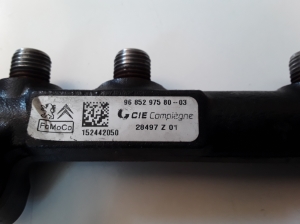 96 852 975 80-03
CIE Compiègne
FoMoCo
152442050
28497 Z 01